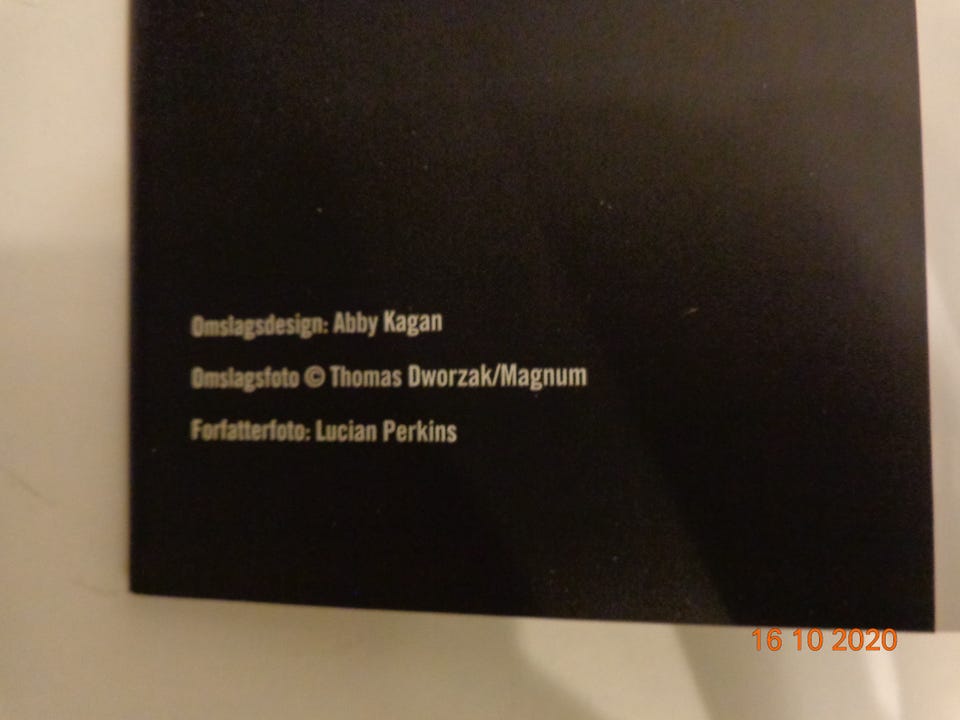 Omslagsdesign: Abby Kagan
Omslagsfoto © Thomas Dworzak/Magnum
Forfatterfoto: Lucian Perkins
16 10 2020